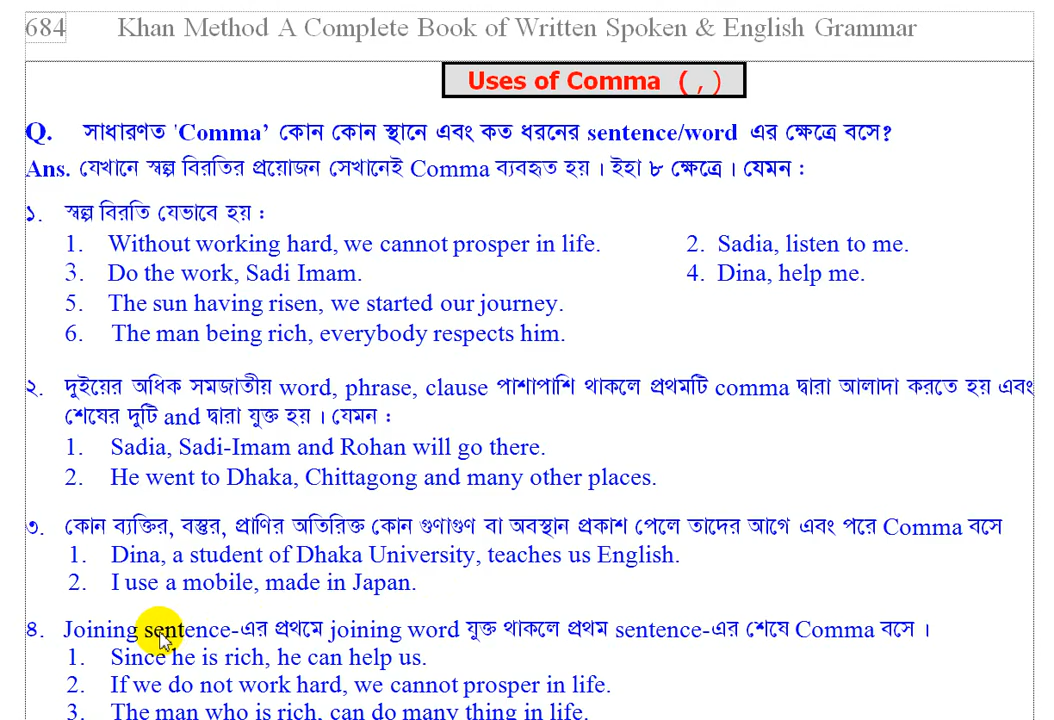 684 Khan Method A Complete Book of Written Spoken & English Grammar
Uses of Comma ( , )
Q. সাধারণত 'Comma’ কোন কোন স্থানে এবং কত ধরনের sentence/word এর ক্ষেত্রে বসে?
Ans. যেখানে স্বল্প বিরতির প্রয়োজন সেখানেই Comma ব্যবহৃত হয় । ইহা ৮ ক্ষেত্রে । যেমন :
১. স্বল্প বিরতি যেভাবে হয় :
1. Without working hard, we cannot prosper in life. 2. Sadia, listen to me.
3. Do the work, Sadi Imam. 4. Dina, help me.
5. The sun having risen, we started our journey.
6. The man being rich, everybody respects him.
২. দুইয়ের অধিক সমজাতীয় word, phrase, clause পাশাপাশি থাকলে প্রথমটি comma দ্বারা আলাদা করতে হয় এবং
শেষের দুটি and দ্বারা যুক্ত হয় । যেমন :
1. Sadia, Sadi-Imam and Rohan will go there.
2. He went to Dhaka, Chittagong and many other places.
৩. কোন ব্যক্তির, বস্তুর, প্রাণির অতিরিক্ত কোন গুণাগুণ বা অবস্থান প্রকাশ পেলে তাদের আগে এবং পরে Comma বসে
1. Dina, a student of Dhaka University, teaches us English.
2. I use a mobile, made in Japan.
৪. Joining sentence-এর প্রথমে joining word যুক্ত থাকলে প্রথম sentence-এর শেষে Comma বসে ।
1. Since he is rich, he can help us.
2. If we do not work hard, we cannot prosper in life.
3. The man who is rich, can do many thing in life.